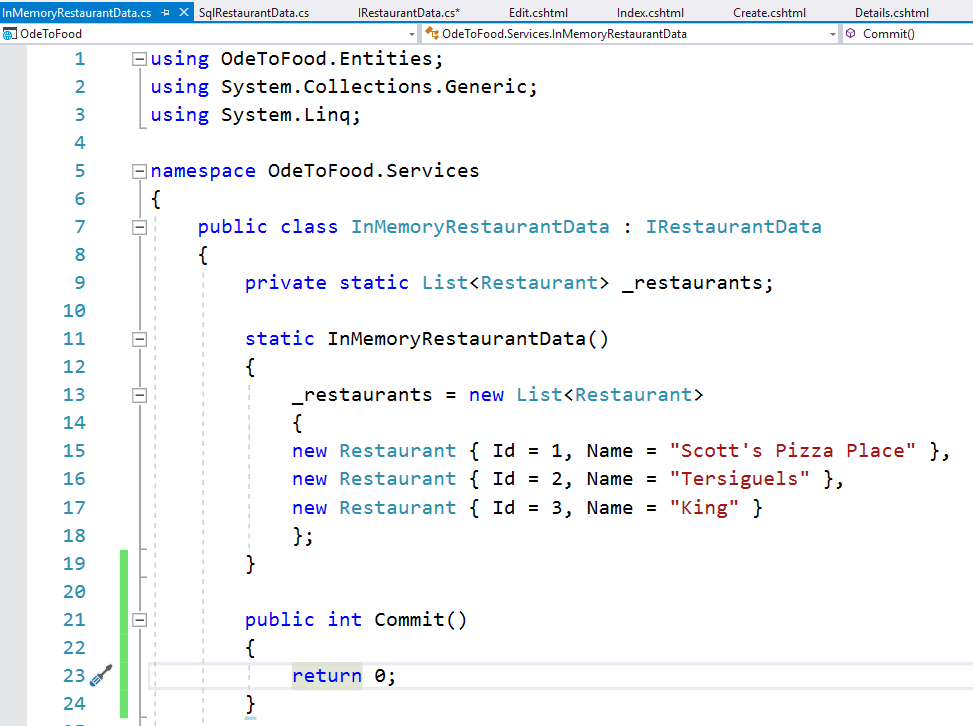 InMemoryRestaurantData.cs SqlRestaurantData.cs IRestaurantData.cs* Edit.cshtml Index.cshtml Create.cshtml Details.cshtml
OdeToFood OdeToFood.Services.InMemoryRestaurantData Commit()
1 using OdeToFood.Entities;
2 using System.Collections.Generic;
3 using System.Linq;
4
5 namespace OdeToFood.Services
6 {
7 public class InMemoryRestaurantData : IRestaurantData
8 {
9 private static List<Restaurant> _restaurants;
10
11 static InMemoryRestaurantData()
12 {
13 _restaurants = new List<Restaurant>
14 {
15 new Restaurant { Id = 1, Name = "Scott's Pizza Place" },
16 new Restaurant { Id = 2, Name = "Tersiguels" },
17 new Restaurant { Id = 3, Name = "King" }
18 };
19 }
20
21 public int Commit()
22 {
23 return 0;
24 }